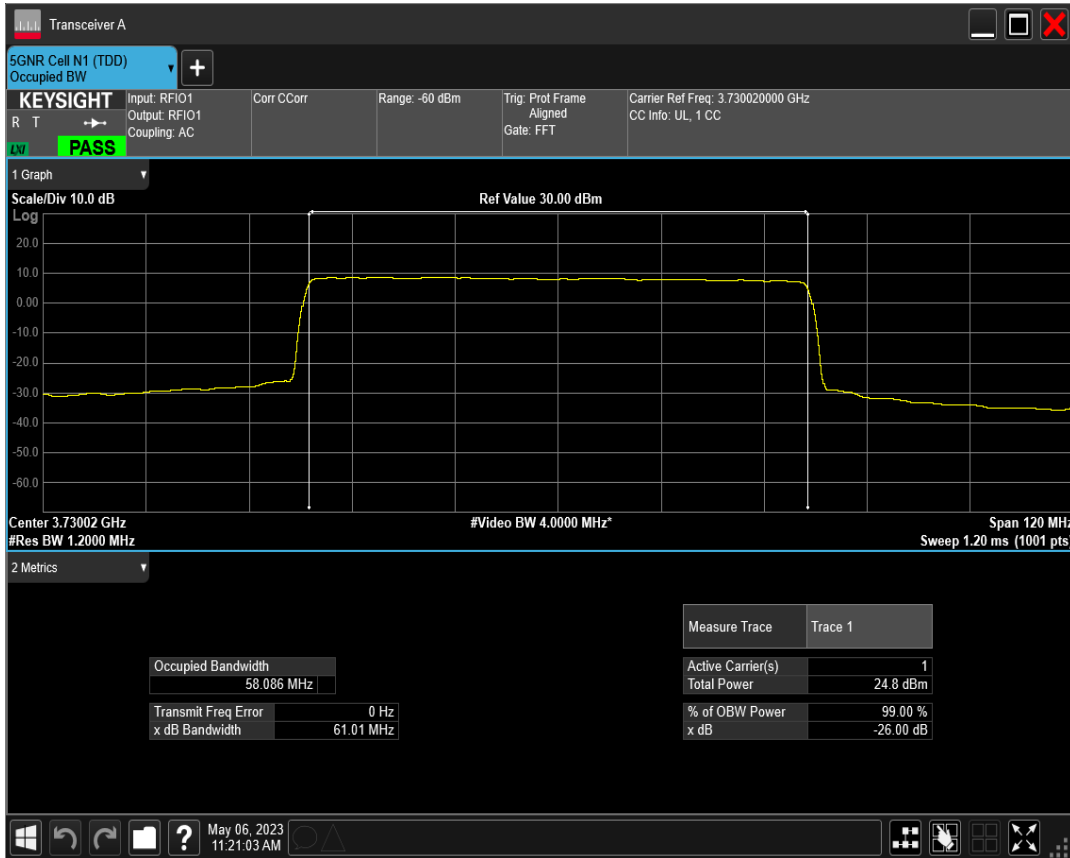 Transceiver A
5GNR Cell N1 (TDD)
Occupied BW
+
KEYSIGHT
R T
LXI
PASS
Input: RFIO1
Output: RFIO1
Coupling: AC
Corr CCorr
Range: -60 dBm
Trig: Prot Frame
Aligned
Gate: FFT
Carrier Ref Freq: 3.730020000 GHz
CC Info: UL, 1 CC
1 Graph
Scale/Div 10.0 dB
Ref Value 30.00 dBm
Log
20.0
10.0
0.00
-10.0
-20.0
-30.0
-40.0
-50.0
-60.0
Center 3.73002 GHz
#Video BW 4.0000 MHz*
Span 120 MHz
#Res BW 1.2000 MHz
Sweep 1.20 ms (1001 pts)
2 Metrics
Measure Trace Trace 1
Occupied Bandwidth
58.086 MHz
Active Carrier(s) 1
Total Power 24.8 dBm
Transmit Freq Error 0 Hz
x dB Bandwidth 61.01 MHz
% of OBW Power 99.00 %
x dB -26.00 dB
?
May 06, 2023
11:21:03 AM